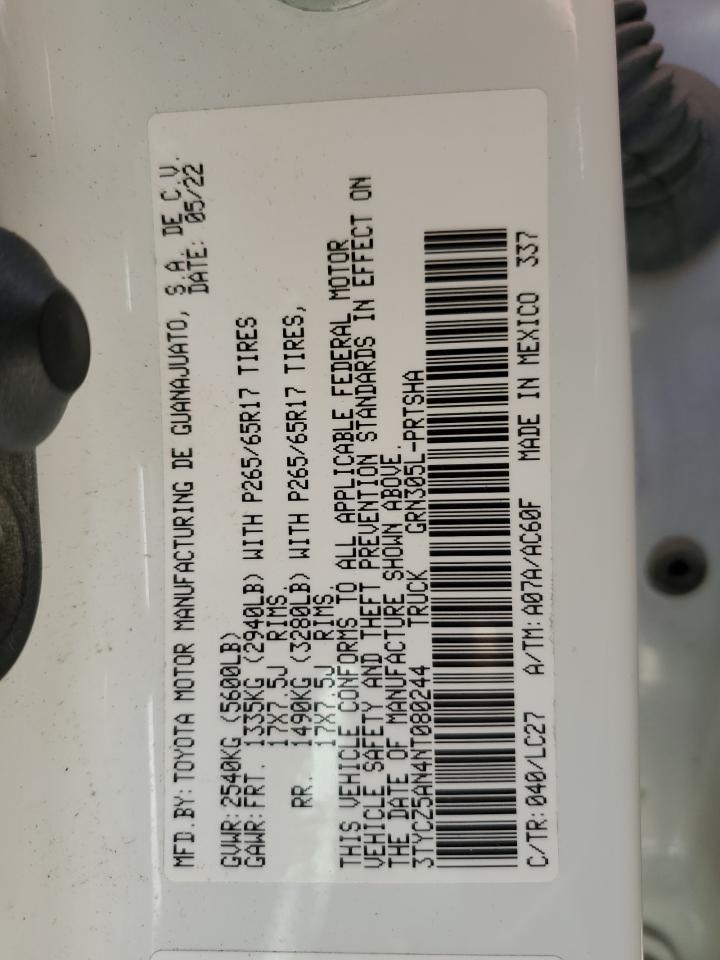 MFD.BY:TOYOTA MOTOR MANUFACTURING DE GUANAJUATO, S.A. DE C.V.
DATE: 05/22
GVWR:2540KG (5600LB)
GAWR:FRT. 1335KG (2940LB) WITH P265/65R17 TIRES
17X7.5J RIMS.
RR. 1490KG (3280LB) WITH P265/65R17 TIRES,
17X7.5J RIMS.
THIS VEHICLE CONFORMS TO ALL APPLICABLE FEDERAL MOTOR
VEHICLE SAFETY AND THEFT PREVENTION STANDARDS IN EFFECT ON
THE DATE OF MANUFACTURE SHOWN ABOVE.
3TYCZ5AN4NT080244 TRUCK GRN305L-PRTSHA
C/TR:040/LC27 A/TM:A07A/AC60F MADE IN MEXICO 337